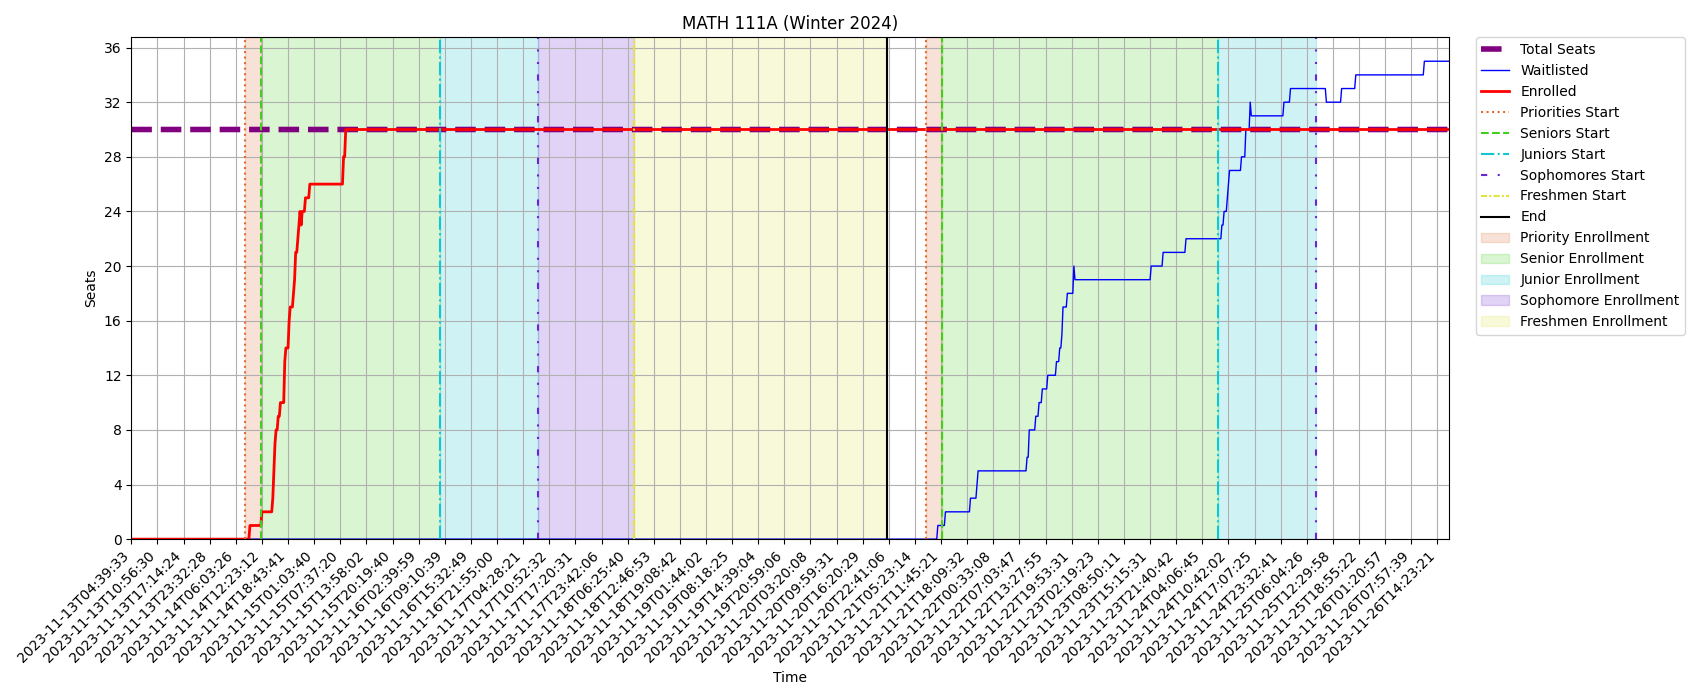 MATH 111A (Winter 2024)
Seats
36
32
28
24
20
16
12
8
4
0
2023-11-13T04:39:33
2023-11-13T10:56:30
2023-11-13T17:14:24
2023-11-13T23:32:28
2023-11-14T06:03:26
2023-11-14T12:23:12
2023-11-14T18:43:41
2023-11-15T01:03:40
2023-11-15T07:37:20
2023-11-15T13:58:02
2023-11-15T20:19:40
2023-11-16T02:39:59
2023-11-16T09:10:39
2023-11-16T15:32:49
2023-11-16T21:55:00
2023-11-17T04:28:21
2023-11-17T10:52:32
2023-11-17T17:20:31
2023-11-17T23:42:06
2023-11-18T06:25:40
2023-11-18T12:46:53
2023-11-18T19:08:42
2023-11-19T01:44:02
2023-11-19T08:18:25
2023-11-19T14:39:04
2023-11-19T20:59:06
2023-11-20T03:20:08
2023-11-20T09:59:31
2023-11-20T16:20:29
2023-11-20T22:41:06
2023-11-21T05:23:14
2023-11-21T11:45:21
2023-11-21T18:09:32
2023-11-22T00:33:08
2023-11-22T07:03:47
2023-11-22T13:27:55
2023-11-22T19:53:31
2023-11-23T02:19:23
2023-11-23T08:50:11
2023-11-23T15:15:31
2023-11-23T21:40:42
2023-11-24T04:06:45
2023-11-24T10:42:02
2023-11-24T17:07:25
2023-11-24T23:32:41
2023-11-25T06:04:26
2023-11-25T12:29:58
2023-11-25T18:55:22
2023-11-26T01:20:57
2023-11-26T07:57:39
2023-11-26T14:23:21
Time
Total Seats
Waitlisted
Enrolled
Priorities Start
Seniors Start
Juniors Start
Sophomores Start
Freshmen Start
End
Priority Enrollment
Senior Enrollment
Junior Enrollment
Sophomore Enrollment
Freshmen Enrollment